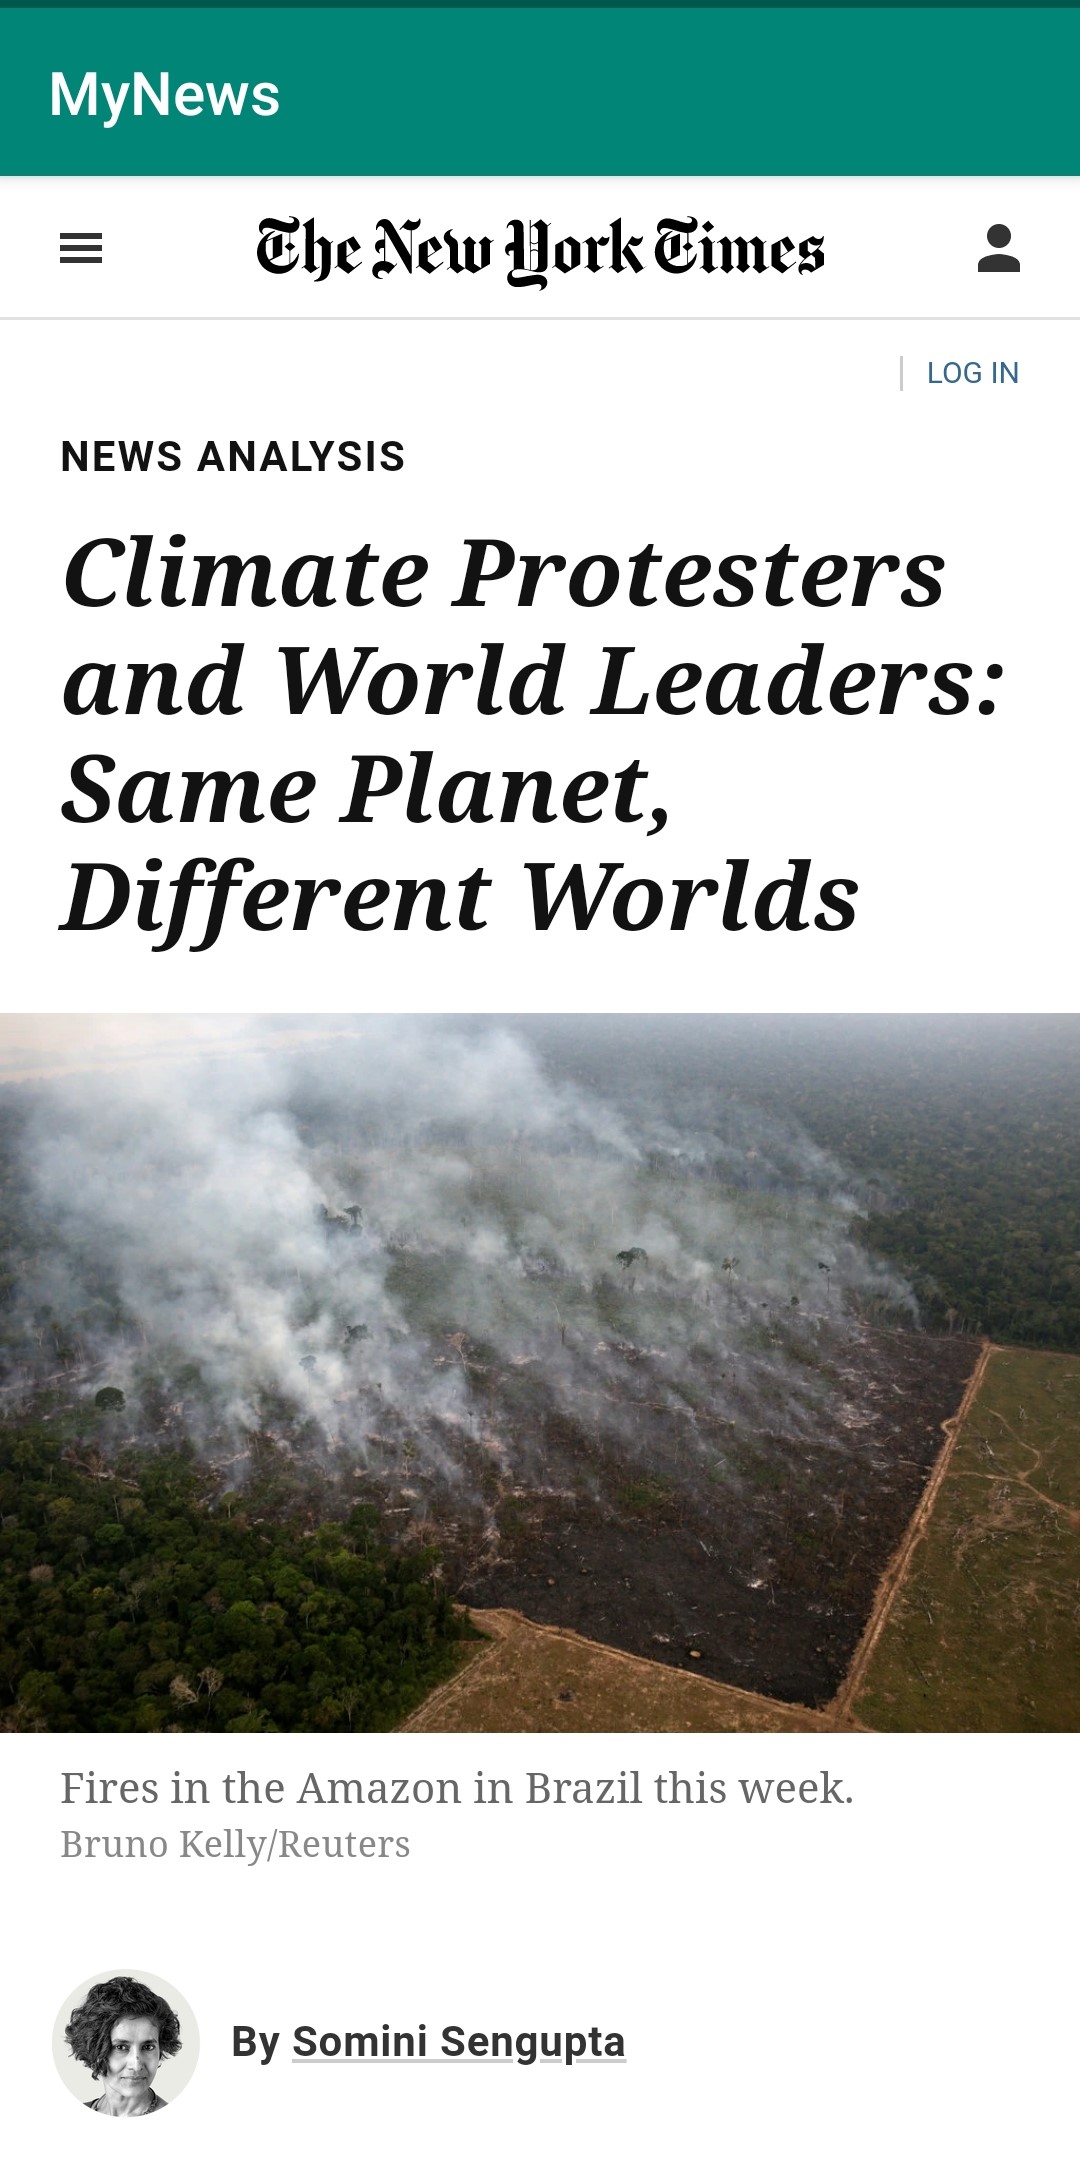 MyNews
The New York Times
LOG IN
NEWS ANALYSIS
Climate Protesters
and World Leaders:
Same Planet,
Different Worlds
Fires in the Amazon in Brazil this week.
Bruno Kelly/Reuters
By Somini Sengupta